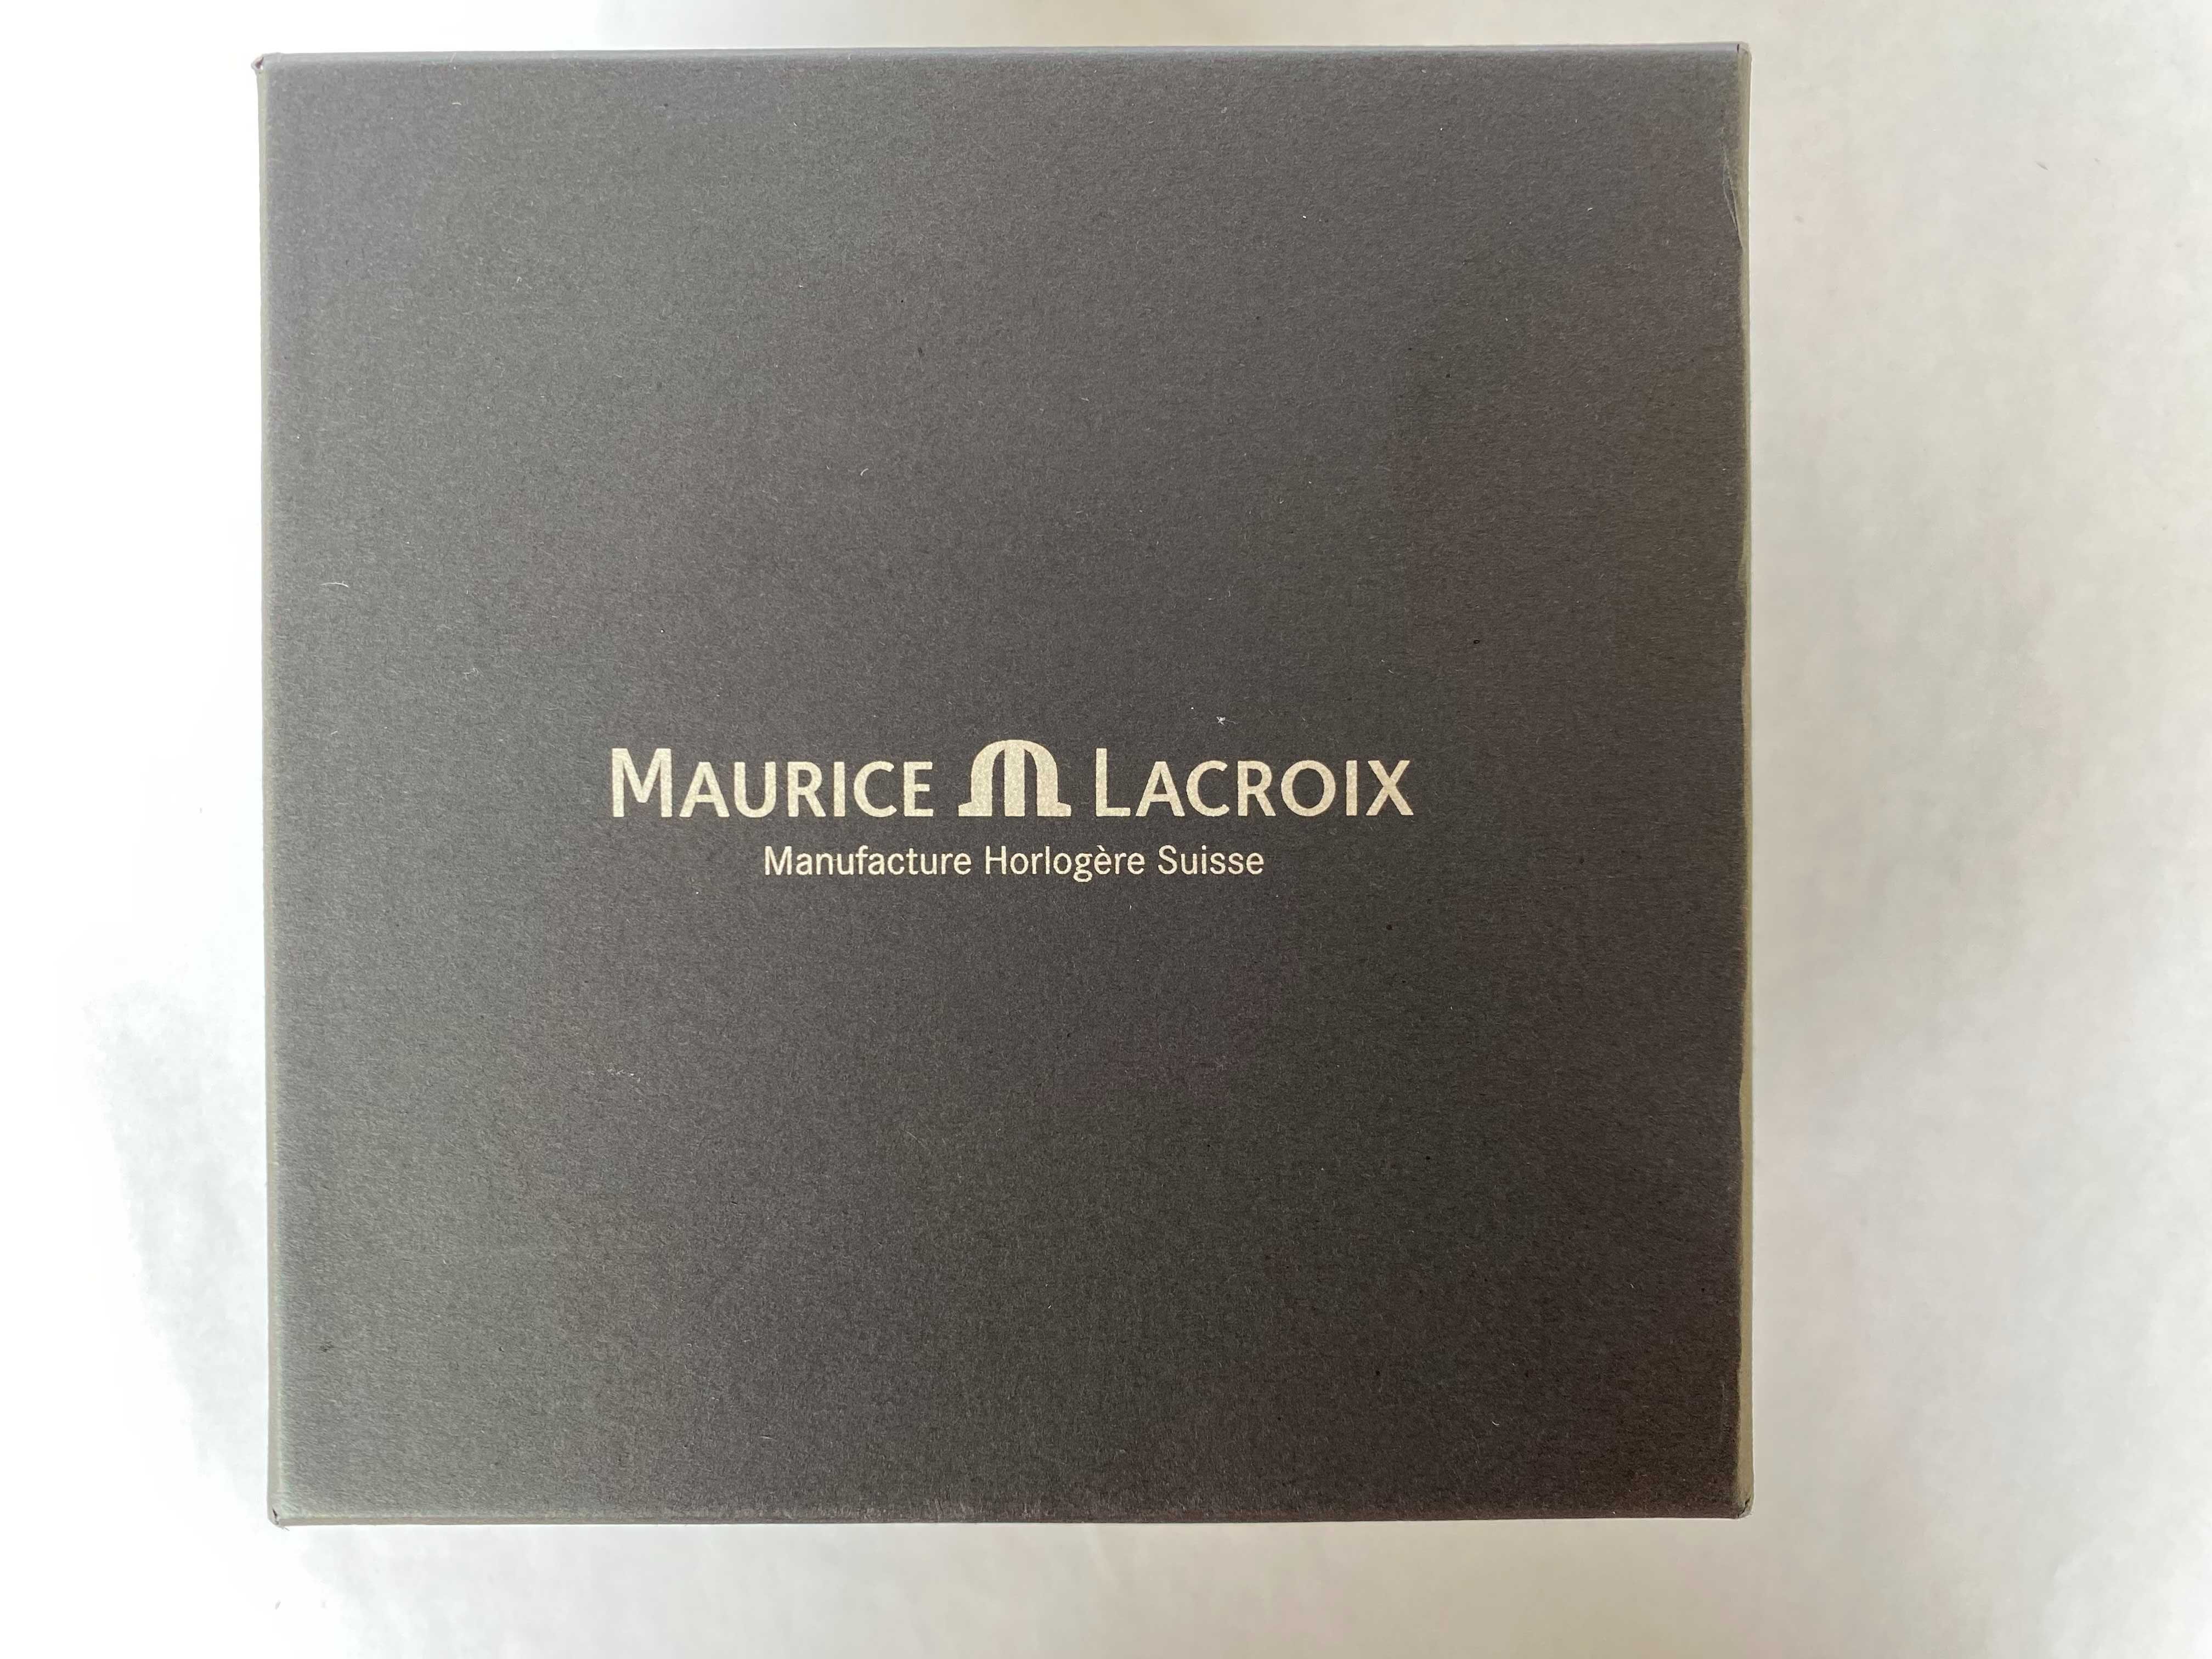 MAURICE LACROIX
Manufacture Horlogère Suisse